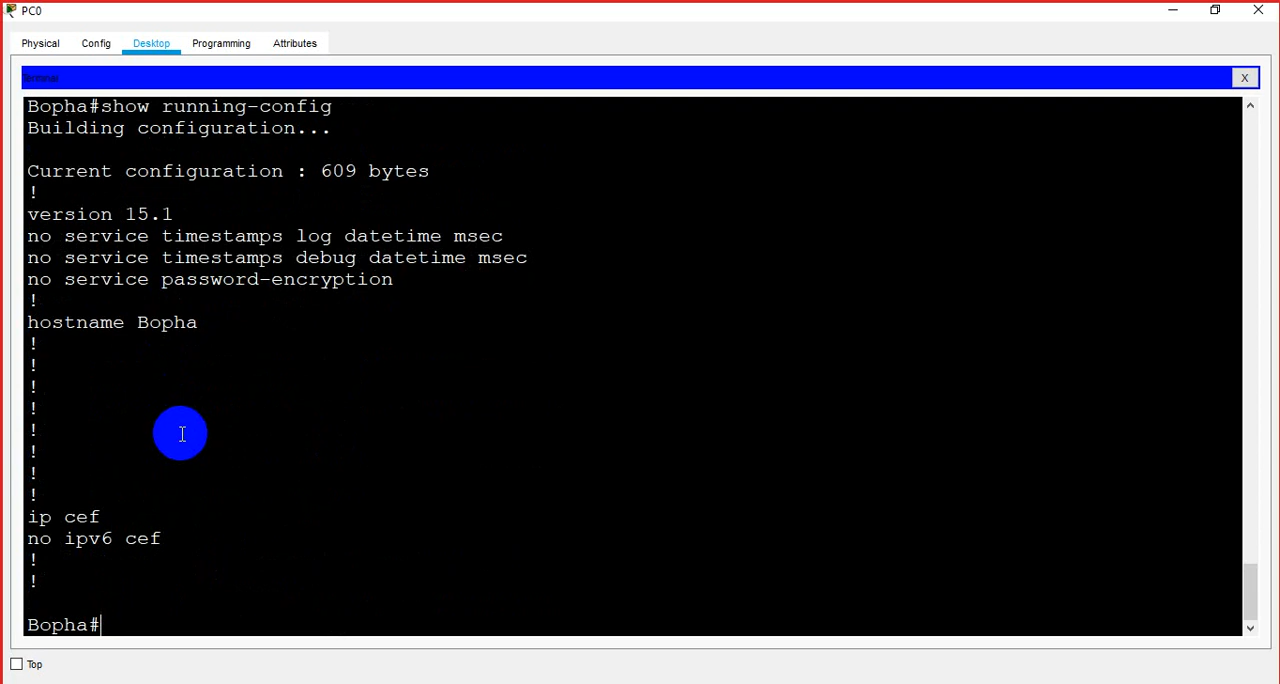 PC0
Physical Config Desktop Programming Attributes
Terminal
X
Bopha#show running-config
Building configuration...
Current configuration : 609 bytes
!
version 15.1
no service timestamps log datetime msec
no service timestamps debug datetime msec
no service password-encryption
!
hostname Bopha
!
!
!
!
!
!
!
!
ip cef
no ipv6 cef
!
!
Bopha#
Top